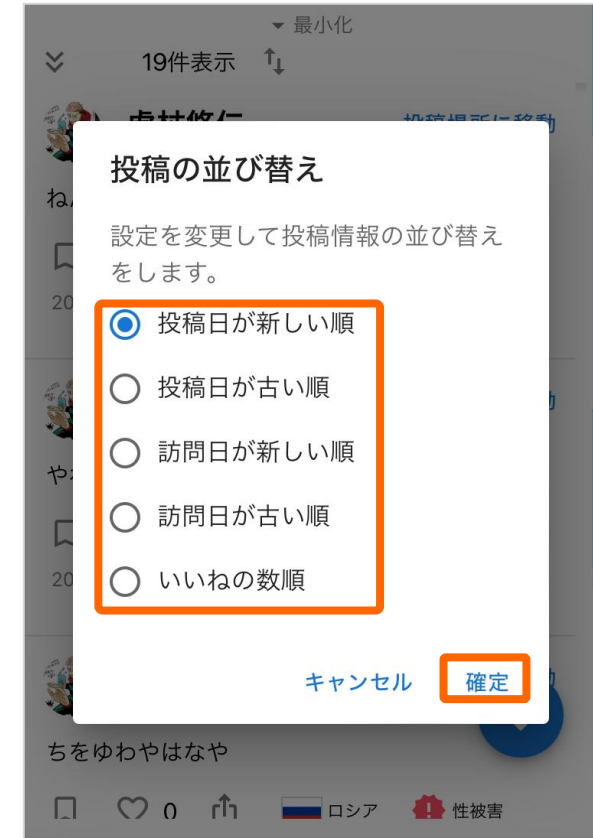 最小化
19件表示
投稿の並び替え
設定を変更して投稿情報の並び替え
をします。
投稿日が新しい順
投稿日が古い順
訪問日が新しい順
訪問日が古い順
いいねの数順
キャンセル 確定
ちをゆわやはなや
0 ロシア 性被害